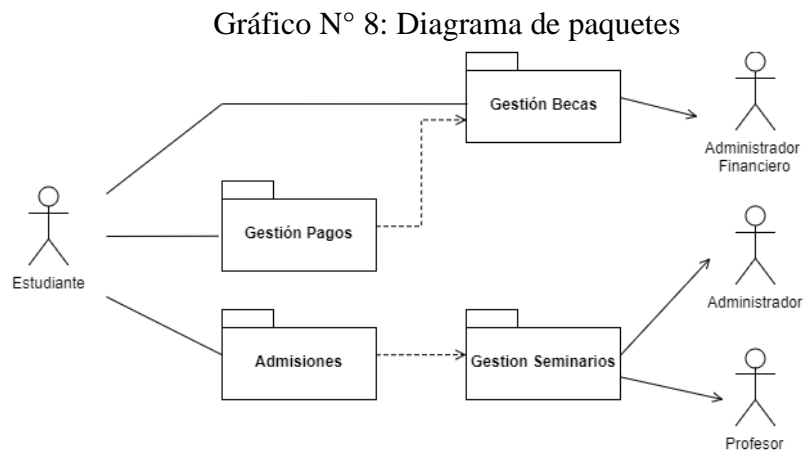 Gráfico N° 8: Diagrama de paquetes
Gestión Becas
Administrador
Financiero
Gestión Pagos
Estudiante
Administrador
Admisiones
Gestion Seminarios
Profesor